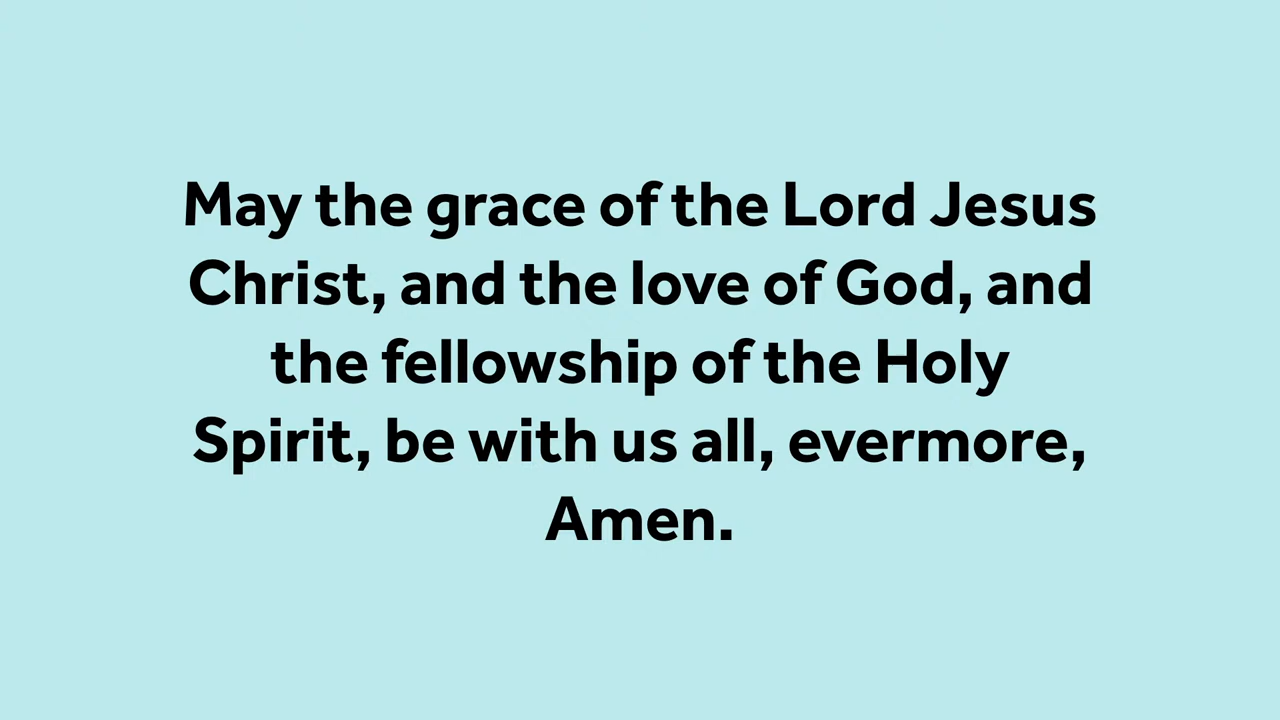 May the grace of the Lord Jesus
Christ, and the love of God, and
the fellowship of the Holy
Spirit, be with us all, evermore,
Amen.